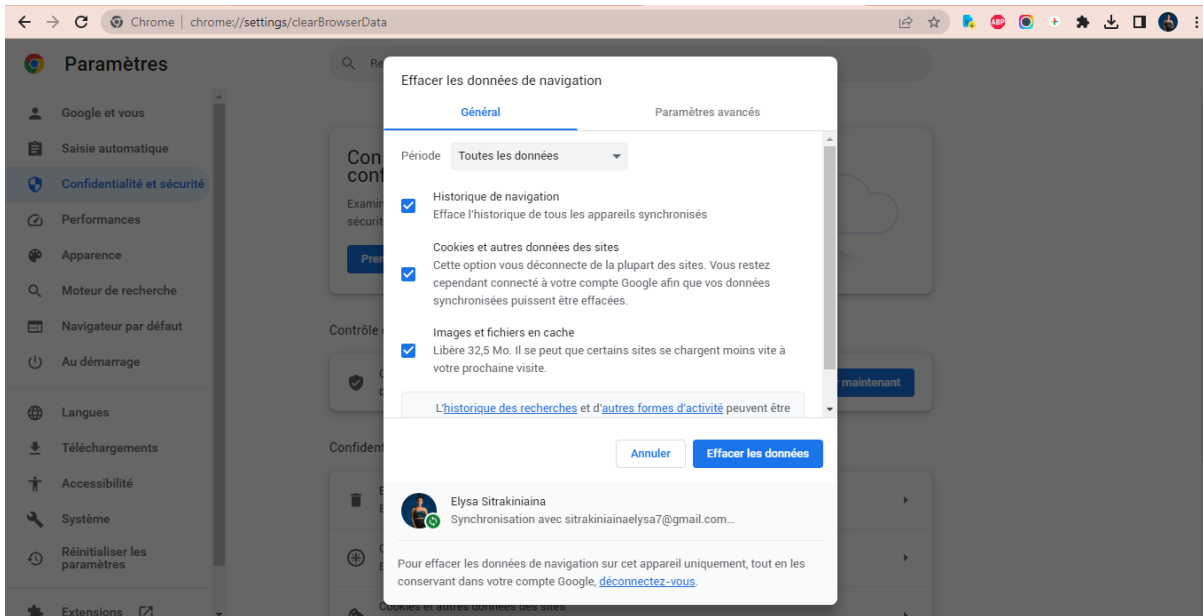 Chrome | chrome://settings/clearBrowserData
ABP
Paramètres
Re
Google et vous
Saisie automatique
Confidentialité et sécurité
Performances
Apparence
Moteur de recherche
Navigateur par défaut
Au démarrage
Langues
Téléchargements
Accessibilité
Système
Réinitialiser les
paramètres
Extensions
Con
conf
Examin
sécurit
Pren
Contrôle
maintenant
Confident
Cookies et autres données des sites
Effacer les données de navigation
Général
Paramètres avancés
Période Toutes les données
Historique de navigation
Efface l'historique de tous les appareils synchronisés
Cookies et autres données des sites
Cette option vous déconnecte de la plupart des sites. Vous restez
cependant connecté à votre compte Google afin que vos données
synchronisées puissent être effacées.
Images et fichiers en cache
Libère 32,5 Mo. Il se peut que certains sites se chargent moins vite à
votre prochaine visite.
L'historique des recherches et d'autres formes d'activité peuvent être
Annuler
Effacer les données
Elysa Sitrakiniaina
Synchronisation avec sitrakiniainaelysa7@gmail.com...
Pour effacer les données de navigation sur cet appareil uniquement, tout en les
conservant dans votre compte Google, déconnectez-vous.